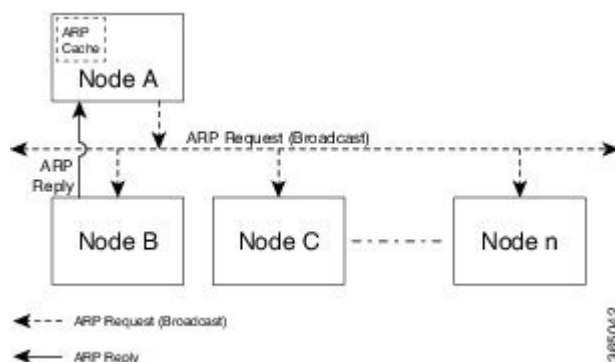 ARP
Cache
Node A
ARP Request (Broadcast)
ARP
Reply
Node B
Node C
Node n
ARP Request (Broadcast)
ARP Reply